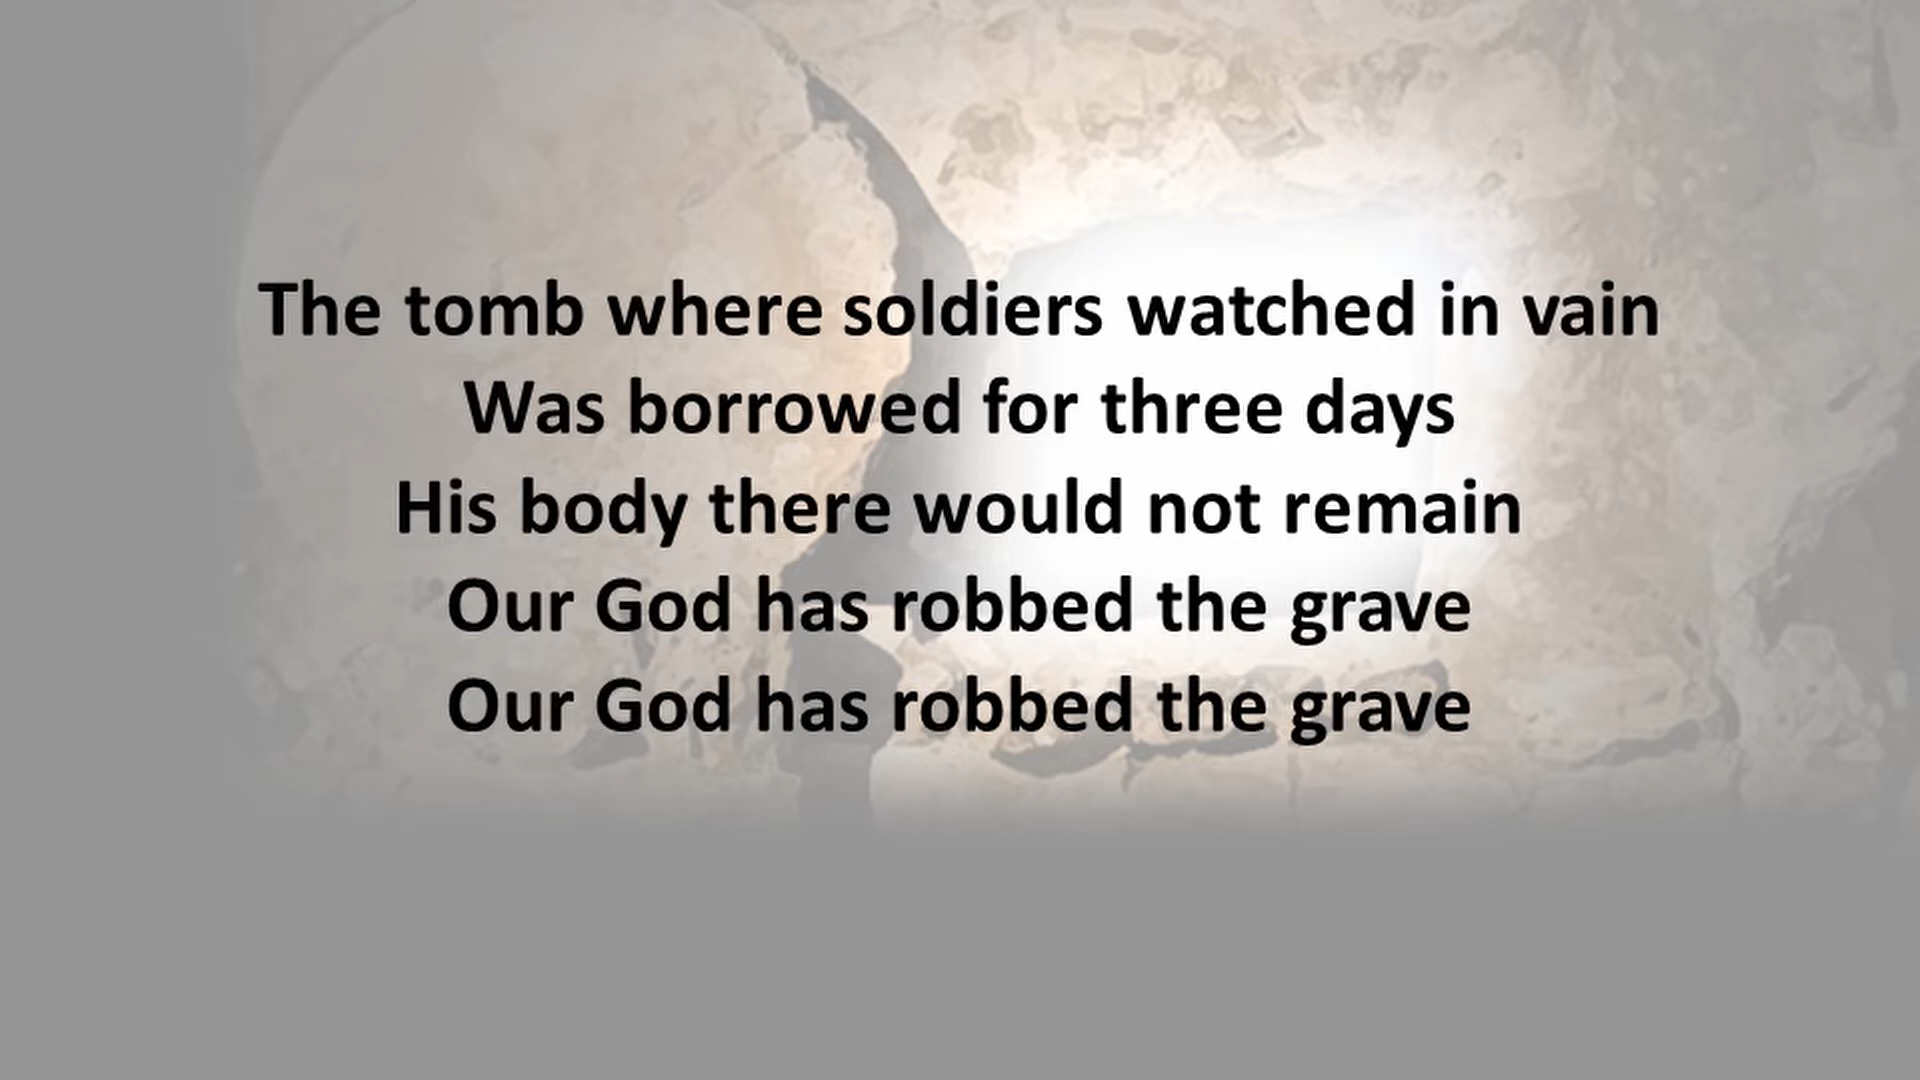 The tomb where soldiers watched in vain
Was borrowed for three days
His body there would not remain
Our God has robbed the grave
Our God has robbed the grave